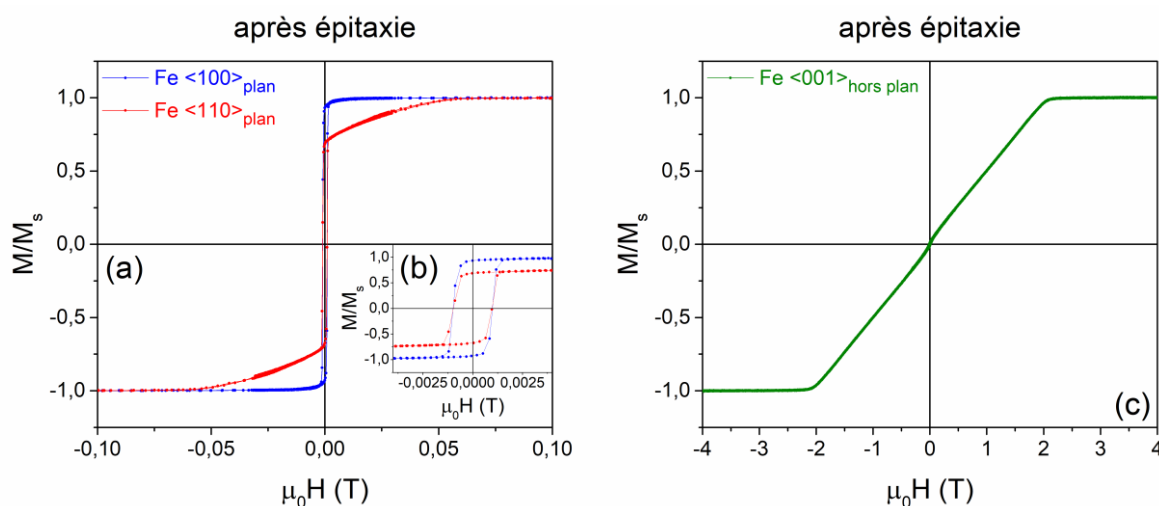 après épitaxie
Fe <100>plan
Fe <110>plan
M/Ms
1,0
0,5
0,0
-0,5
-1,0
(a)
-0,10
-0,05
0,00
0,05
0,10
μ0H (T)
(b)
M/Ms
1,0
0,5
0,0
-0,5
-1,0
-0,0025
0,0000
0,0025
μ0H (T)
après épitaxie
Fe <001>hors plan
M/Ms
1,0
0,5
0,0
-0,5
-1,0
(c)
-4
-3
-2
-1
0
1
2
3
4
μ0H (T)